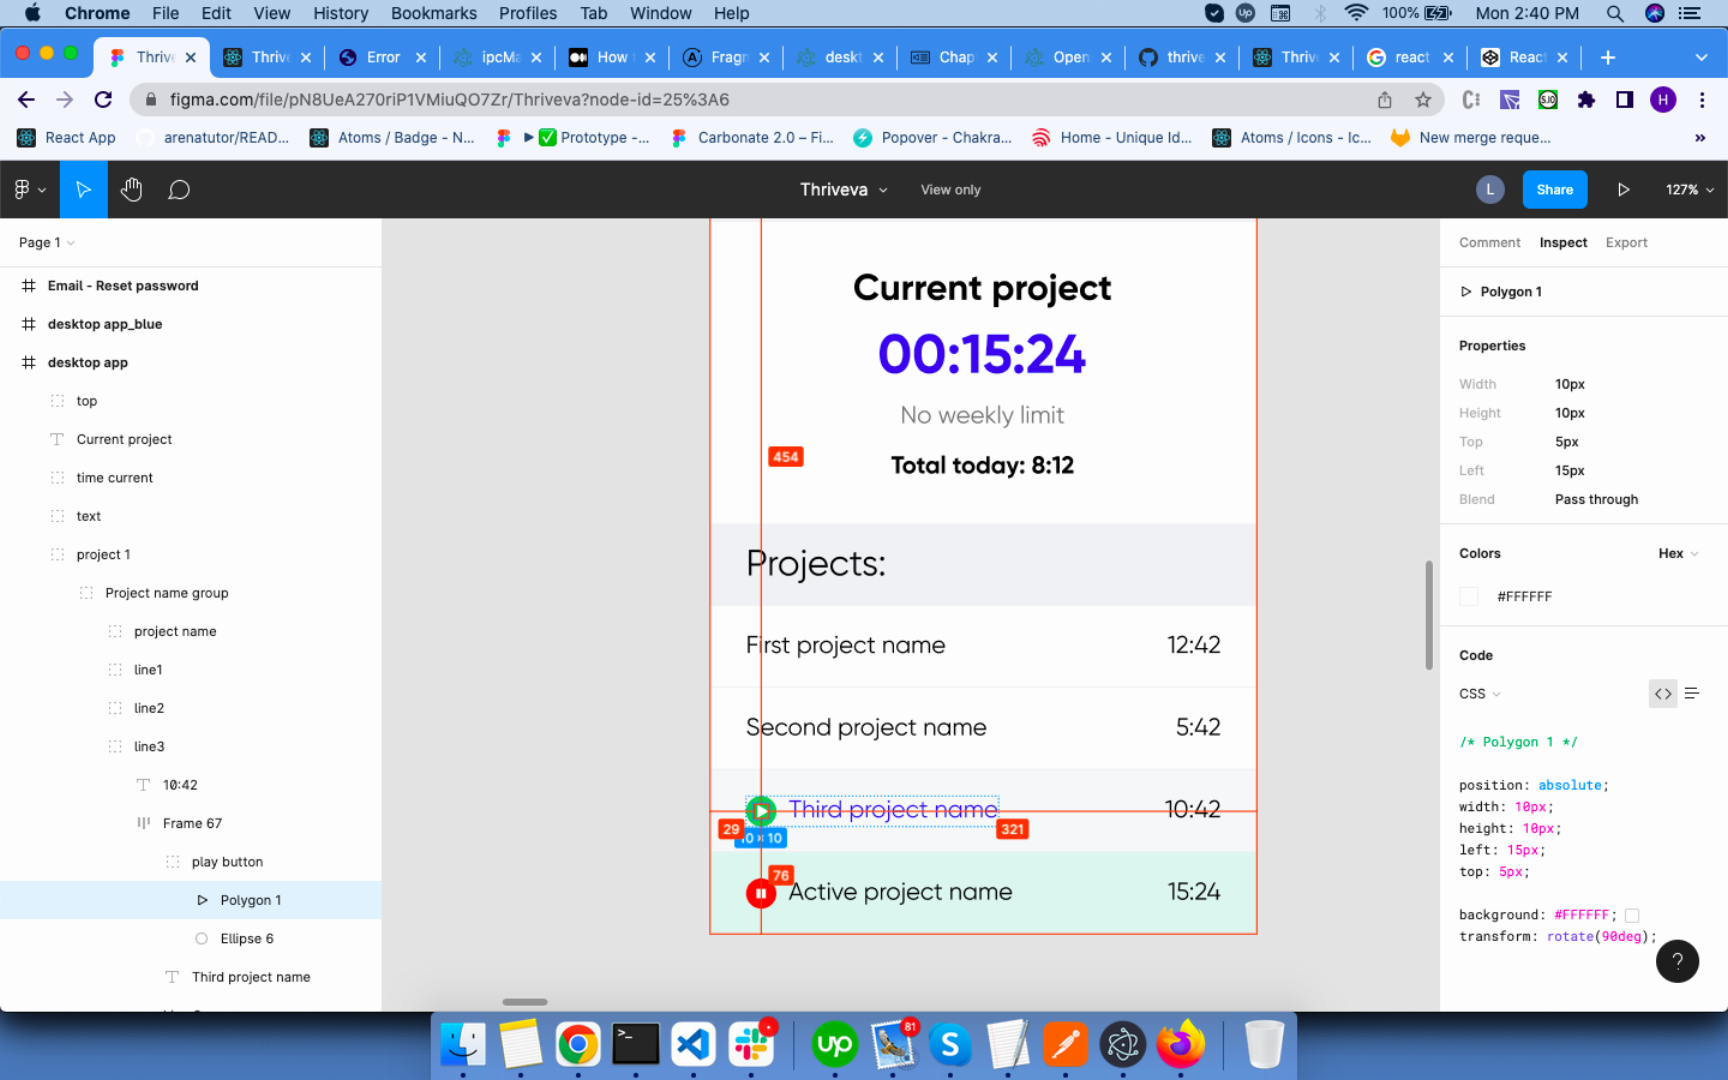 Chrome File Edit View History Bookmarks Profiles Tab Window Help
100% Mon 2:40 PM
Thrive Thrive Error ipcMa How Fragm deskt Chap Open thrive Thriv react React
figma.com/file/pN8UeA270riP1VMiuQO7Zr/Thriveva?node-id=25%3A6
H
React App arenatutor/READ... Atoms / Badge - N... Prototype -... Carbonate 2.0 – Fi... Popover - Chakra... Home - Unique Id... Atoms / Icons - Ic... New merge reque... »
Thriveva View only L Share 127%
Page 1
Email - Reset password
desktop app_blue
desktop app
top
Current project
time current
text
project 1
Project name group
project name
line1
line2
line3
10:42
Frame 67
play button
Polygon 1
Ellipse 6
Third project name
Current project
00:15:24
No weekly limit
454
Total today: 8:12
Projects:
First project name 12:42
Second project name 5:42
Third project name 10:42
29 321
10 × 10
76
Active project name 15:24
Comment Inspect Export
Polygon 1
Properties
Width 10px
Height 10px
Top 5px
Left 15px
Blend Pass through
Colors Hex
#FFFFFF
Code
CSS
/* Polygon 1 */
position: absolute;
width: 10px;
height: 10px;
left: 15px;
top: 5px;
background: #FFFFFF;
transform: rotate(90deg);
?
>_ up 81 S